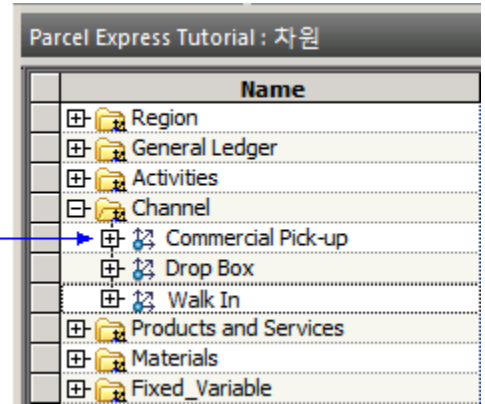 Parcel Express Tutorial : 차원
Name
Region
General Ledger
Activities
Channel
Commercial Pick-up
Drop Box
Walk In
Products and Services
Materials
Fixed_Variable